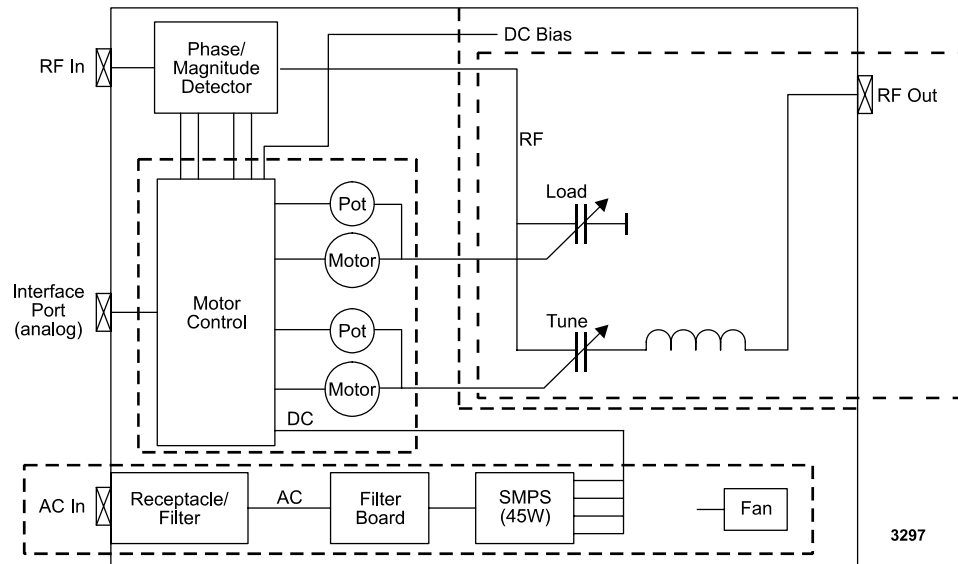 DC Bias
Phase/
Magnitude
Detector
RF In
RF Out
RF
Load
Pot
Motor
Interface
Port
(analog)
Motor
Control
Tune
Pot
Motor
DC
AC In
Receptacle/
Filter
AC
Filter
Board
SMPS
(45W)
Fan
3297